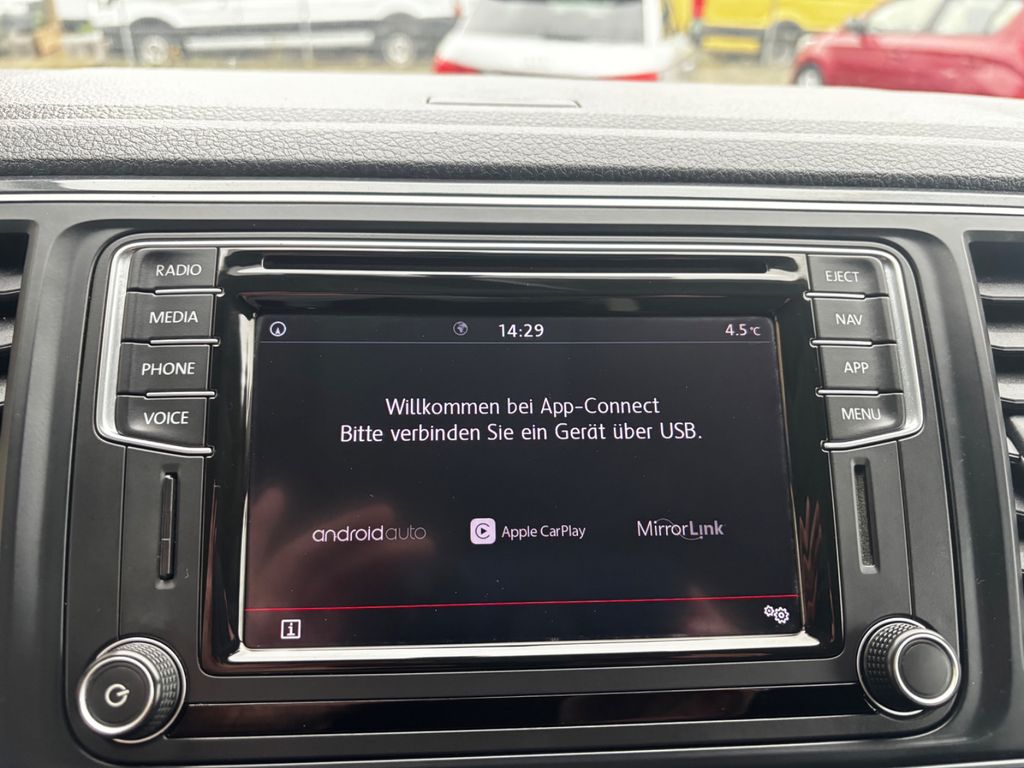 RADIO
MEDIA
PHONE
VOICE
EJECT
NAV
APP
MENU
14:29
4.5°C
Willkommen bei App-Connect
Bitte verbinden Sie ein Gerät über USB.
androidauto
Apple CarPlay
MirrorLink
i